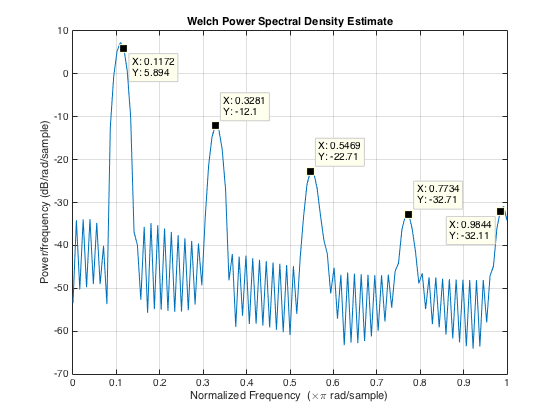 Welch Power Spectral Density Estimate
Power/frequency (dB/rad/sample)
10
0
-10
-20
-30
-40
-50
-60
-70
X: 0.1172
Y: 5.894
X: 0.3281
Y: -12.1
X: 0.5469
Y: -22.71
X: 0.7734
Y: -32.71
X: 0.9844
Y: -32.11
0 0.1 0.2 0.3 0.4 0.5 0.6 0.7 0.8 0.9 1
Normalized Frequency (×π rad/sample)